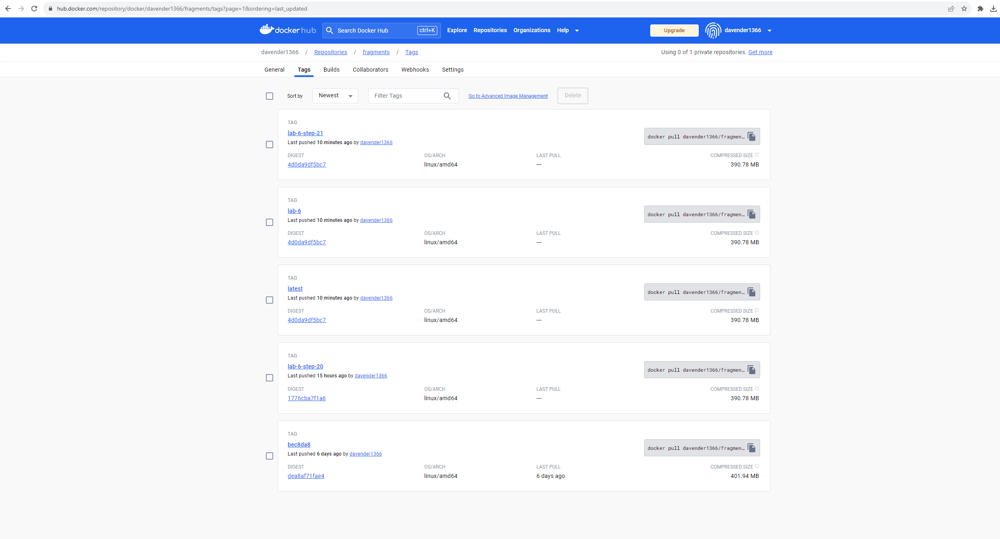 hub.docker.com/repository/docker/davender1366/fragments/tags?page=1&ordering=last_updated
dockerhub Search Docker Hub ctrl+K Explore Repositories Organizations Help Upgrade davender1366
davender1366 / Repositories / fragments / Tags Using 0 of 1 private repositories. Get more
General Tags Builds Collaborators Webhooks Settings
Sort by Newest Filter Tags Go to Advanced Image Management Delete
TAG
lab-6-step-21
docker pull davender1366/fragmen…
Last pushed 10 minutes ago by davender1366
DIGEST OS/ARCH LAST PULL COMPRESSED SIZE
4d0da9df5bc7 linux/amd64 --- 390.78 MB
TAG
lab-6
docker pull davender1366/fragmen…
Last pushed 10 minutes ago by davender1366
DIGEST OS/ARCH LAST PULL COMPRESSED SIZE
4d0da9df5bc7 linux/amd64 --- 390.78 MB
TAG
latest
docker pull davender1366/fragmen…
Last pushed 10 minutes ago by davender1366
DIGEST OS/ARCH LAST PULL COMPRESSED SIZE
4d0da9df5bc7 linux/amd64 --- 390.78 MB
TAG
lab-6-step-20
docker pull davender1366/fragmen…
Last pushed 15 hours ago by davender1366
DIGEST OS/ARCH LAST PULL COMPRESSED SIZE
1776cba7f1a6 linux/amd64 --- 390.78 MB
TAG
bec8da8
docker pull davender1366/fragmen…
Last pushed 6 days ago by davender1366
DIGEST OS/ARCH LAST PULL COMPRESSED SIZE
dea8af71fae4 linux/amd64 6 days ago 401.94 MB